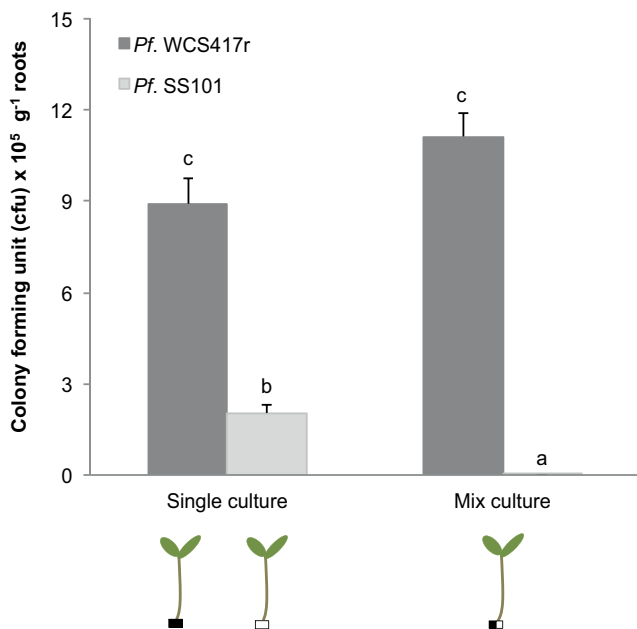 Colony forming unit (cfu) x 10⁵ g⁻¹ roots
15
12
9
6
3
0
Pf. WCS417r
Pf. SS101
c
b
c
a
Single culture
Mix culture